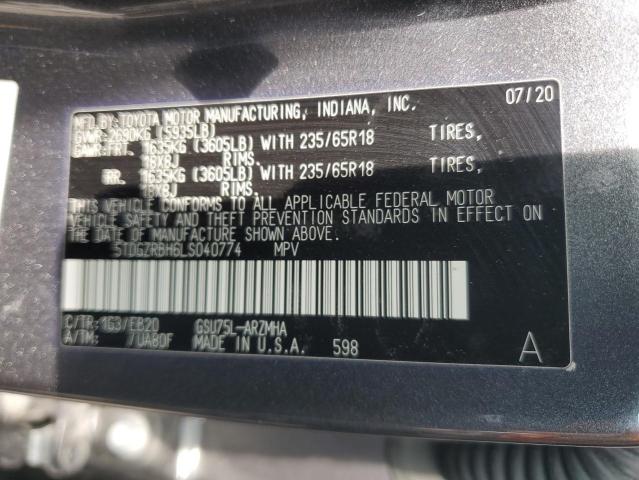 MFD BY: TOYOTA MOTOR MANUFACTURING, INDIANA, INC. 07/20
GVWR: 2690KG (5935LB)
GAWR: FRT. 1635KG (3605LB) WITH 235/65R18 TIRES,
18X8J RIMS.
RR. 1635KG (3605LB) WITH 235/65R18 TIRES,
18X8J RIMS.
THIS VEHICLE CONFORMS TO ALL APPLICABLE FEDERAL MOTOR
VEHICLE SAFETY AND THEFT PREVENTION STANDARDS IN EFFECT ON
THE DATE OF MANUFACTURE SHOWN ABOVE.
5TDGZRBH6LS040774 MPV
C/TR: 1G3/EB20 GSU75L-ARZMHA
A/TM: /UA80F MADE IN U.S.A. 598 A